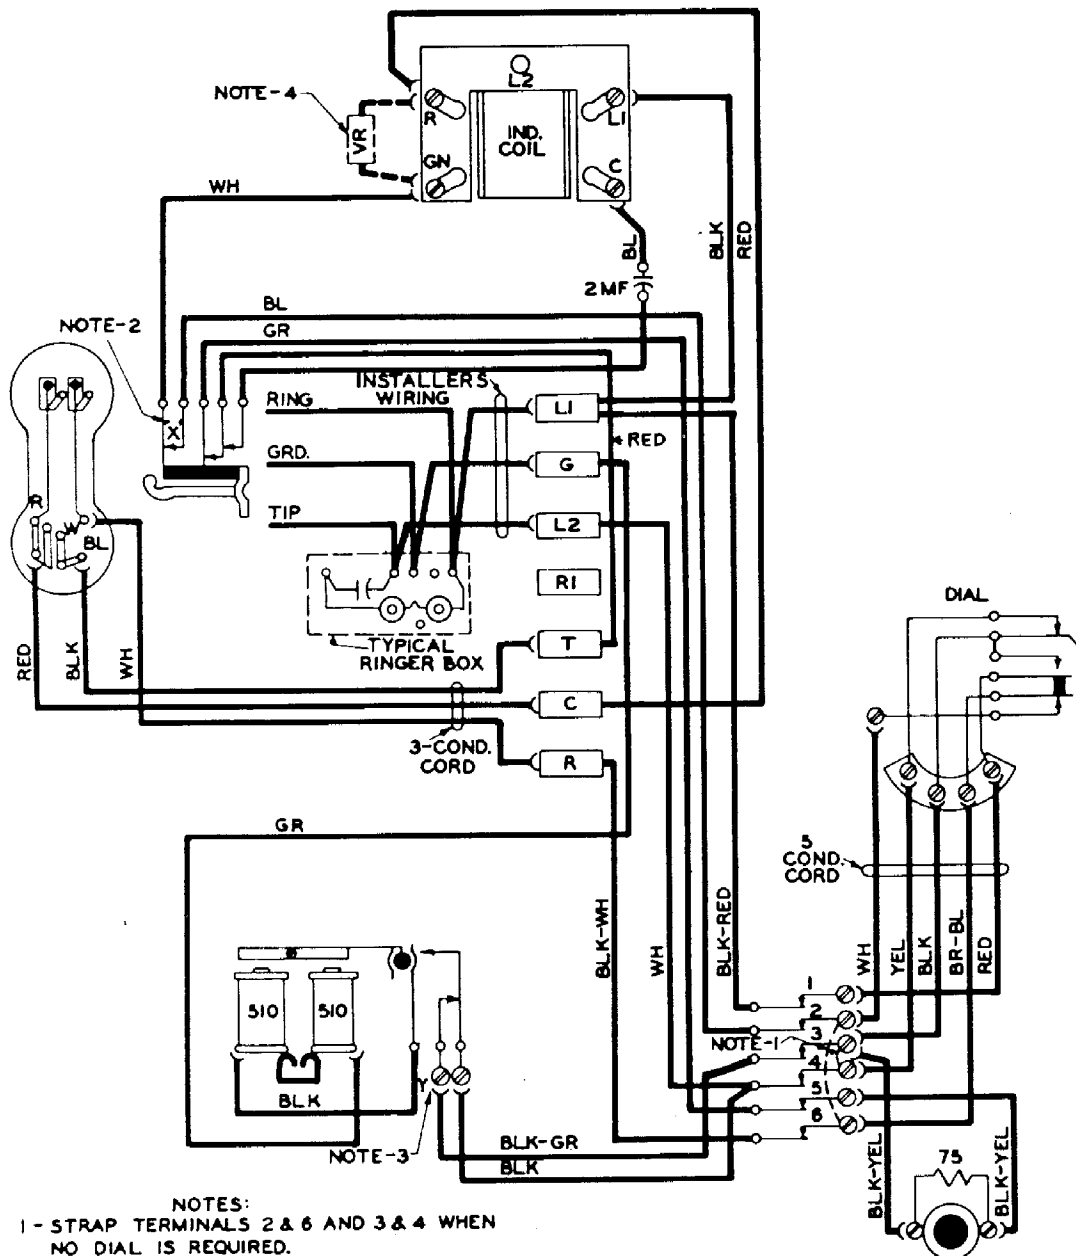 L2
NOTE-4
R
L1
VR
IND.
COIL
GN
C
WH
BLK
RED
BL
2MF
BL
NOTE-2
GR
INSTALLERS
WIRING
RING
L1
X
RED
GRD.
G
R
TIP
L2
W
BL
R1
DIAL
TYPICAL
RINGER BOX
T
RED
BLK
WH
C
3-COND.
CORD
R
GR
5
COND.
CORD
BLK-WH
WH
BLK-RED
WH
YEL
BLK
BR-BL
RED
510
510
1
2
3
NOTE-1
4
5
6
BLK
Y
NOTE-3
BLK-GR
BLK
BLK-YEL
75
BLK-YEL
NOTES:
1-STRAP TERMINALS 2 & 6 AND 3 & 4 WHEN
NO DIAL IS REQUIRED.